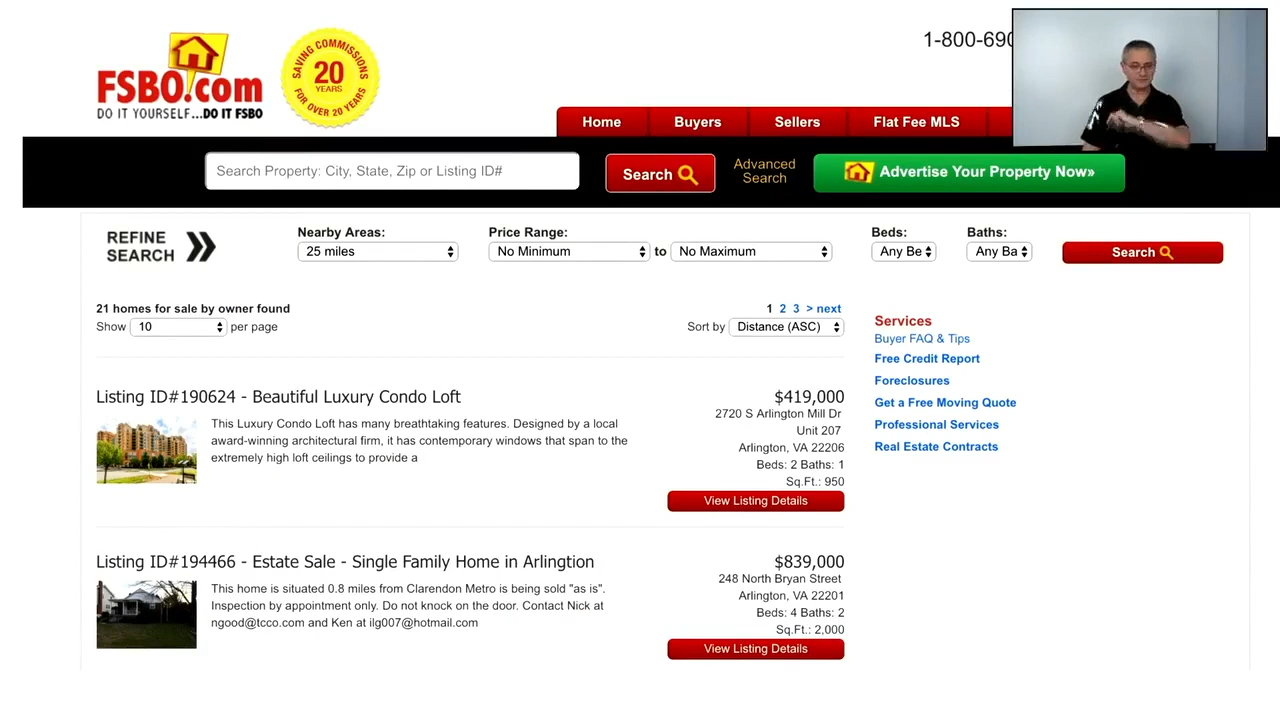 FSBO.com
DO IT YOURSELF...DO IT FSBO
SAVING COMMISSIONS
20
YEARS
FOR OVER 20 YEARS
1-800-690
Home
Buyers
Sellers
Flat Fee MLS
Search Property: City, State, Zip or Listing ID#
Search
Advanced
Search
Advertise Your Property Now»
REFINE
SEARCH
Nearby Areas:
25 miles
Price Range:
No Minimum
to
No Maximum
Beds:
Any Be
Baths:
Any Ba
Search
21 homes for sale by owner found
Show 10 per page
1 2 3 > next
Sort by Distance (ASC)
Listing ID#190624 - Beautiful Luxury Condo Loft
This Luxury Condo Loft has many breathtaking features. Designed by a local
award-winning architectural firm, it has contemporary windows that span to the
extremely high loft ceilings to provide a
$419,000
2720 S Arlington Mill Dr
Unit 207
Arlington, VA 22206
Beds: 2 Baths: 1
Sq.Ft.: 950
View Listing Details
Listing ID#194466 - Estate Sale - Single Family Home in Arlingtion
This home is situated 0.8 miles from Clarendon Metro is being sold "as is".
Inspection by appointment only. Do not knock on the door. Contact Nick at
ngood@tcco.com and Ken at ilg007@hotmail.com
$839,000
248 North Bryan Street
Arlington, VA 22201
Beds: 4 Baths: 2
Sq.Ft.: 2,000
View Listing Details
Services
Buyer FAQ & Tips
Free Credit Report
Foreclosures
Get a Free Moving Quote
Professional Services
Real Estate Contracts